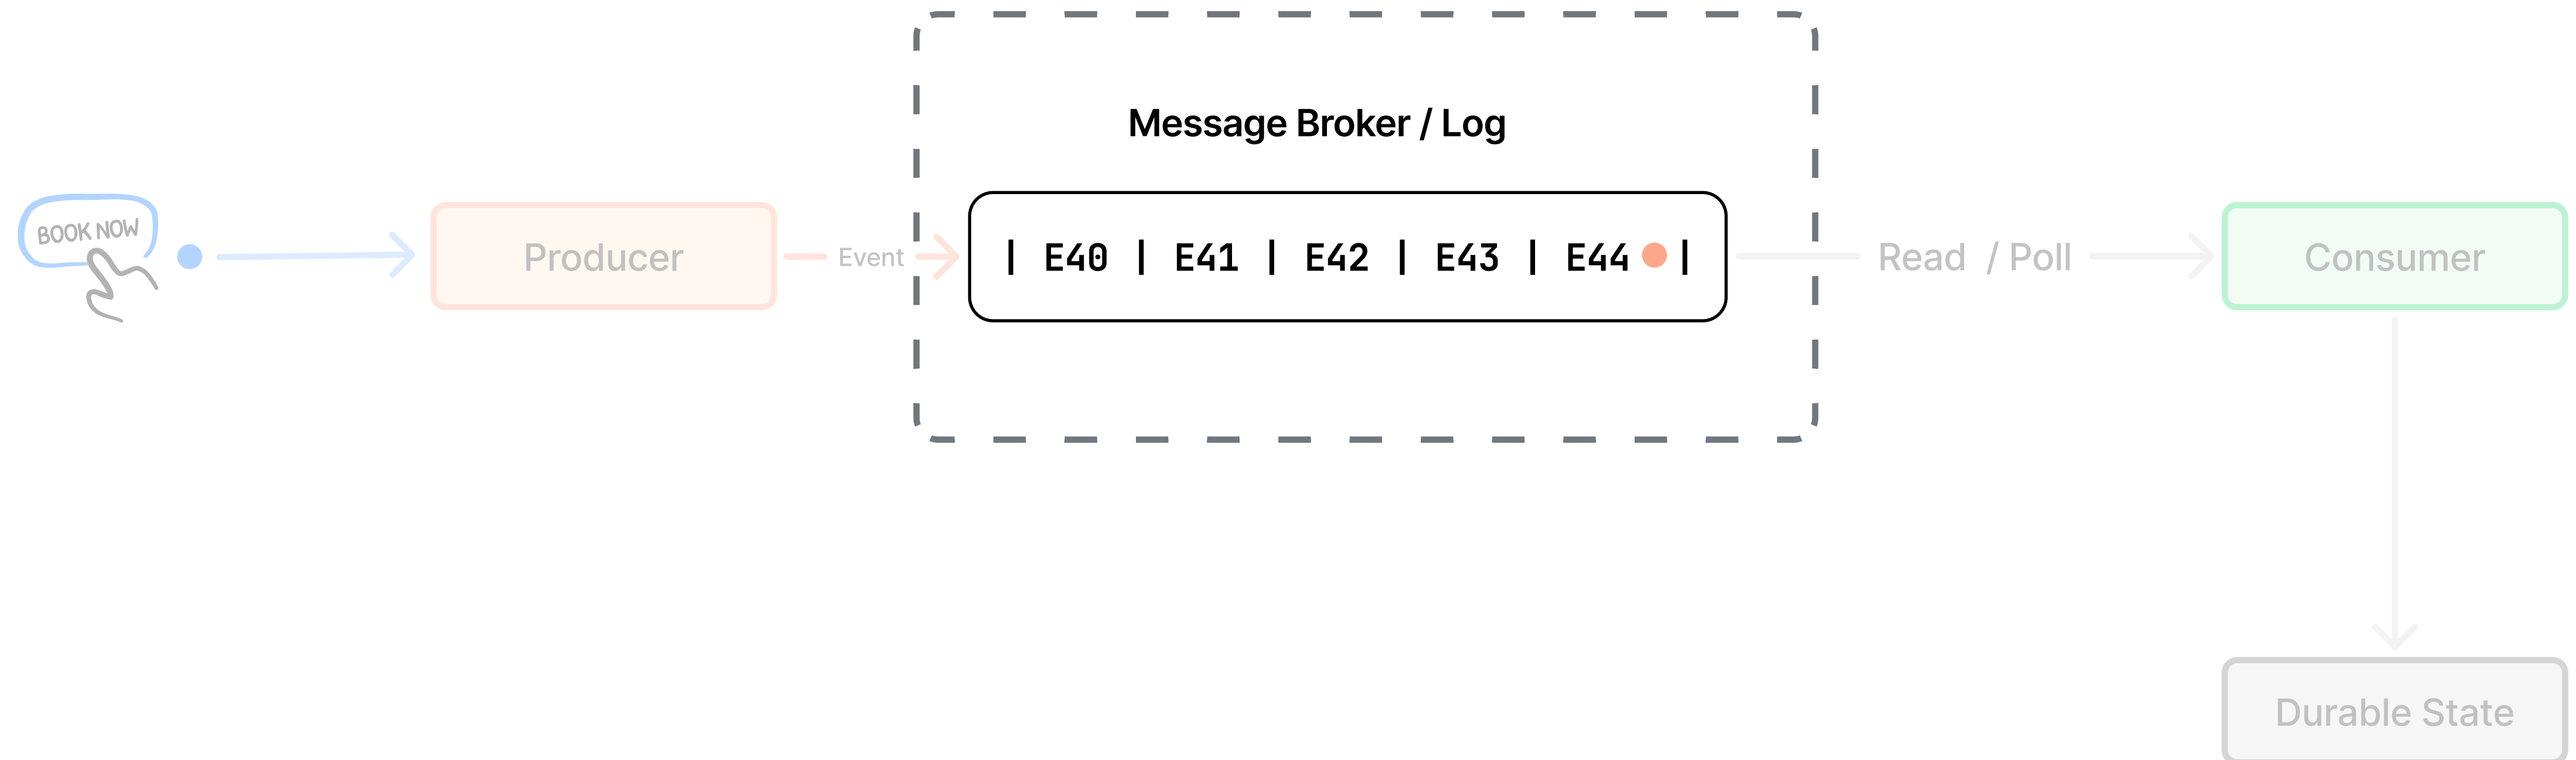 Message Broker / Log
BOOK NOW
Producer
Event
| E40 | E41 | E42 | E43 | E44 |
Read / Poll
Consumer
Durable State